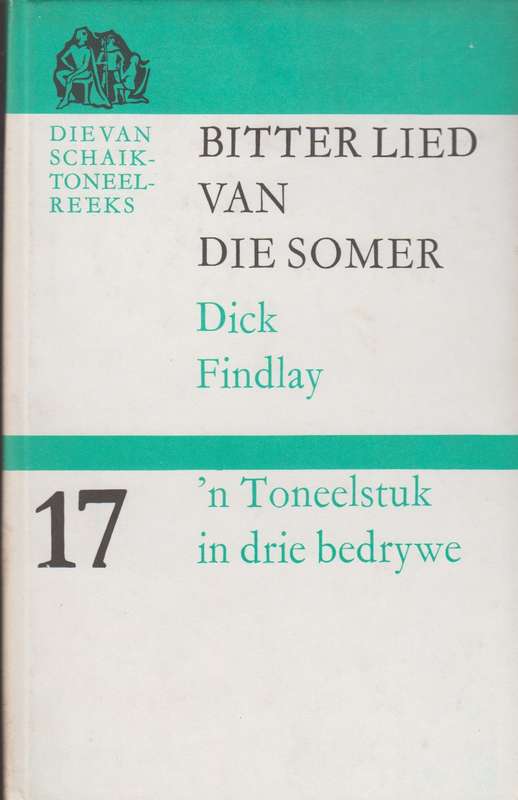 DIE VAN
SCHAIK-
TONEEL-
REEKS
BITTER LIED
VAN
DIE SOMER
Dick
Findlay
17
'n Toneelstuk
in drie bedrywe